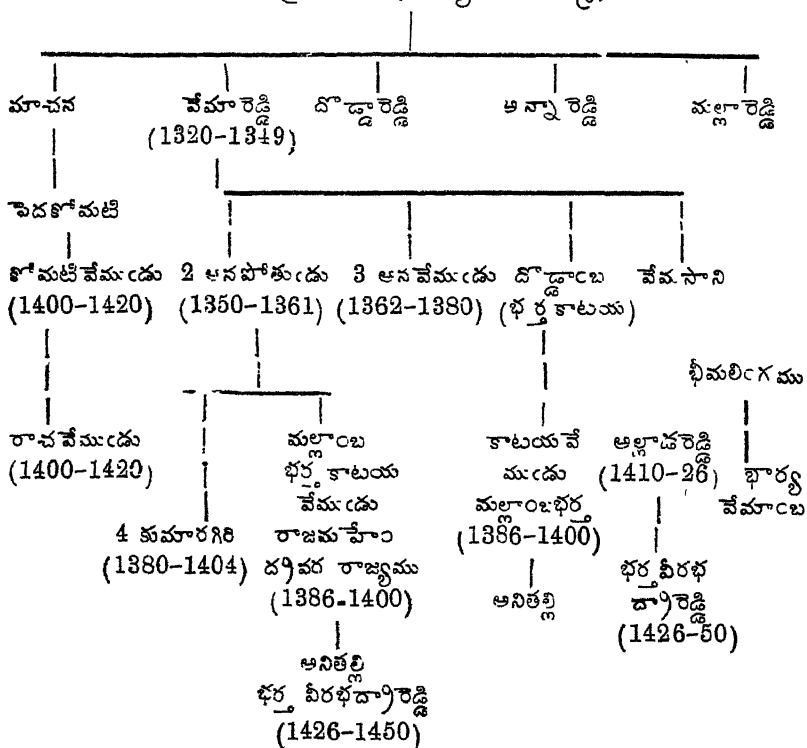 మాచన వేమా రెడ్డి దొడ్డా రెడ్డి అన్నా రెడ్డి మల్లా రెడ్డి
(1320-1349)
పెదకోమటి
కోమటి వేముఁడు 2 అనపోతుఁడు 3 అనవేముఁడు దొడ్డాంబ వేమసాని
(1400-1420) (1350-1361) (1362-1380) (భర్త కాటయ)
భీమలింగము
రాచవేముఁడు మల్లాంబ కాటయ వే అల్లాడరెడ్డి
(1400-1420) భర్త కాటయ ముఁడు (1410-26) భార్య
వేముఁడు మల్లాంబభర్త వేమాంబ
4 కుమారగిరి రాజమహేం (1386-1400)
(1380-1404) ద్రవర రాజ్యము భర్త వీరభ
(1386-1400) అనితల్లి ద్రారెడ్డి
(1426-50)
అనితల్లి
భర్త వీరభద్రారెడ్డి
(1426-1450)